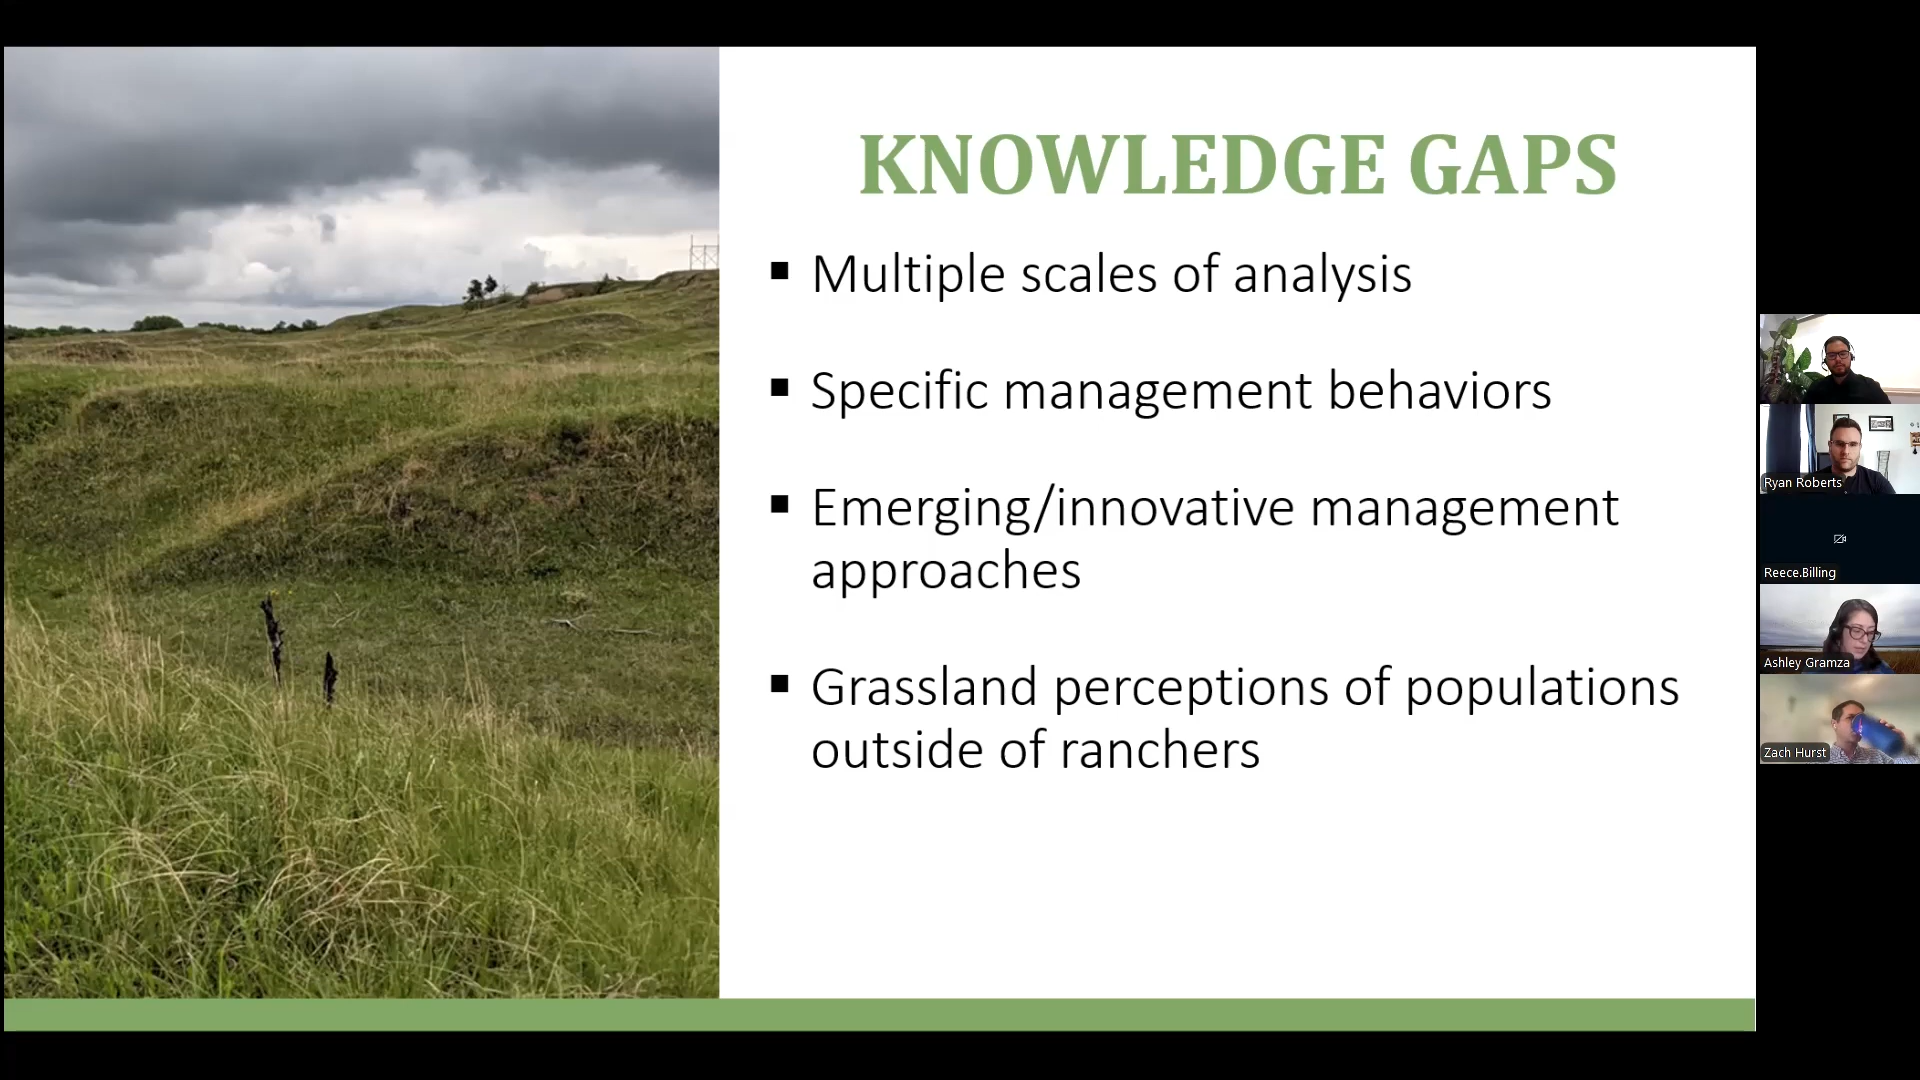 KNOWLEDGE GAPS
▪ Multiple scales of analysis
▪ Specific management behaviors
▪ Emerging/innovative management
approaches
▪ Grassland perceptions of populations
outside of ranchers
Ryan Roberts
Reece.Billing
Ashley Gramza
Zach Hurst